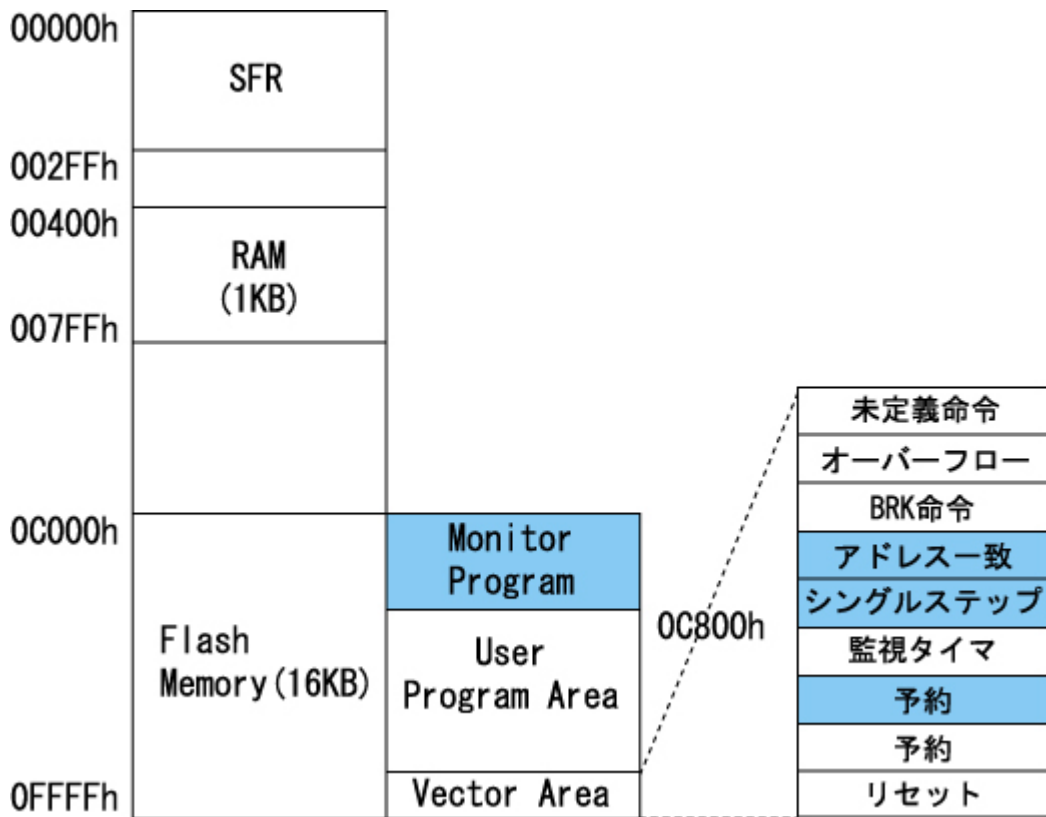 00000h
SFR
002FFh
00400h
RAM
(1KB)
007FFh
0C000h
Flash
Memory(16KB)
0FFFFh
Monitor
Program
User
Program Area
Vector Area
0C800h
未定義命令
オーバーフロー
BRK命令
アドレス一致
シングルステップ
監視タイマ
予約
予約
リセット